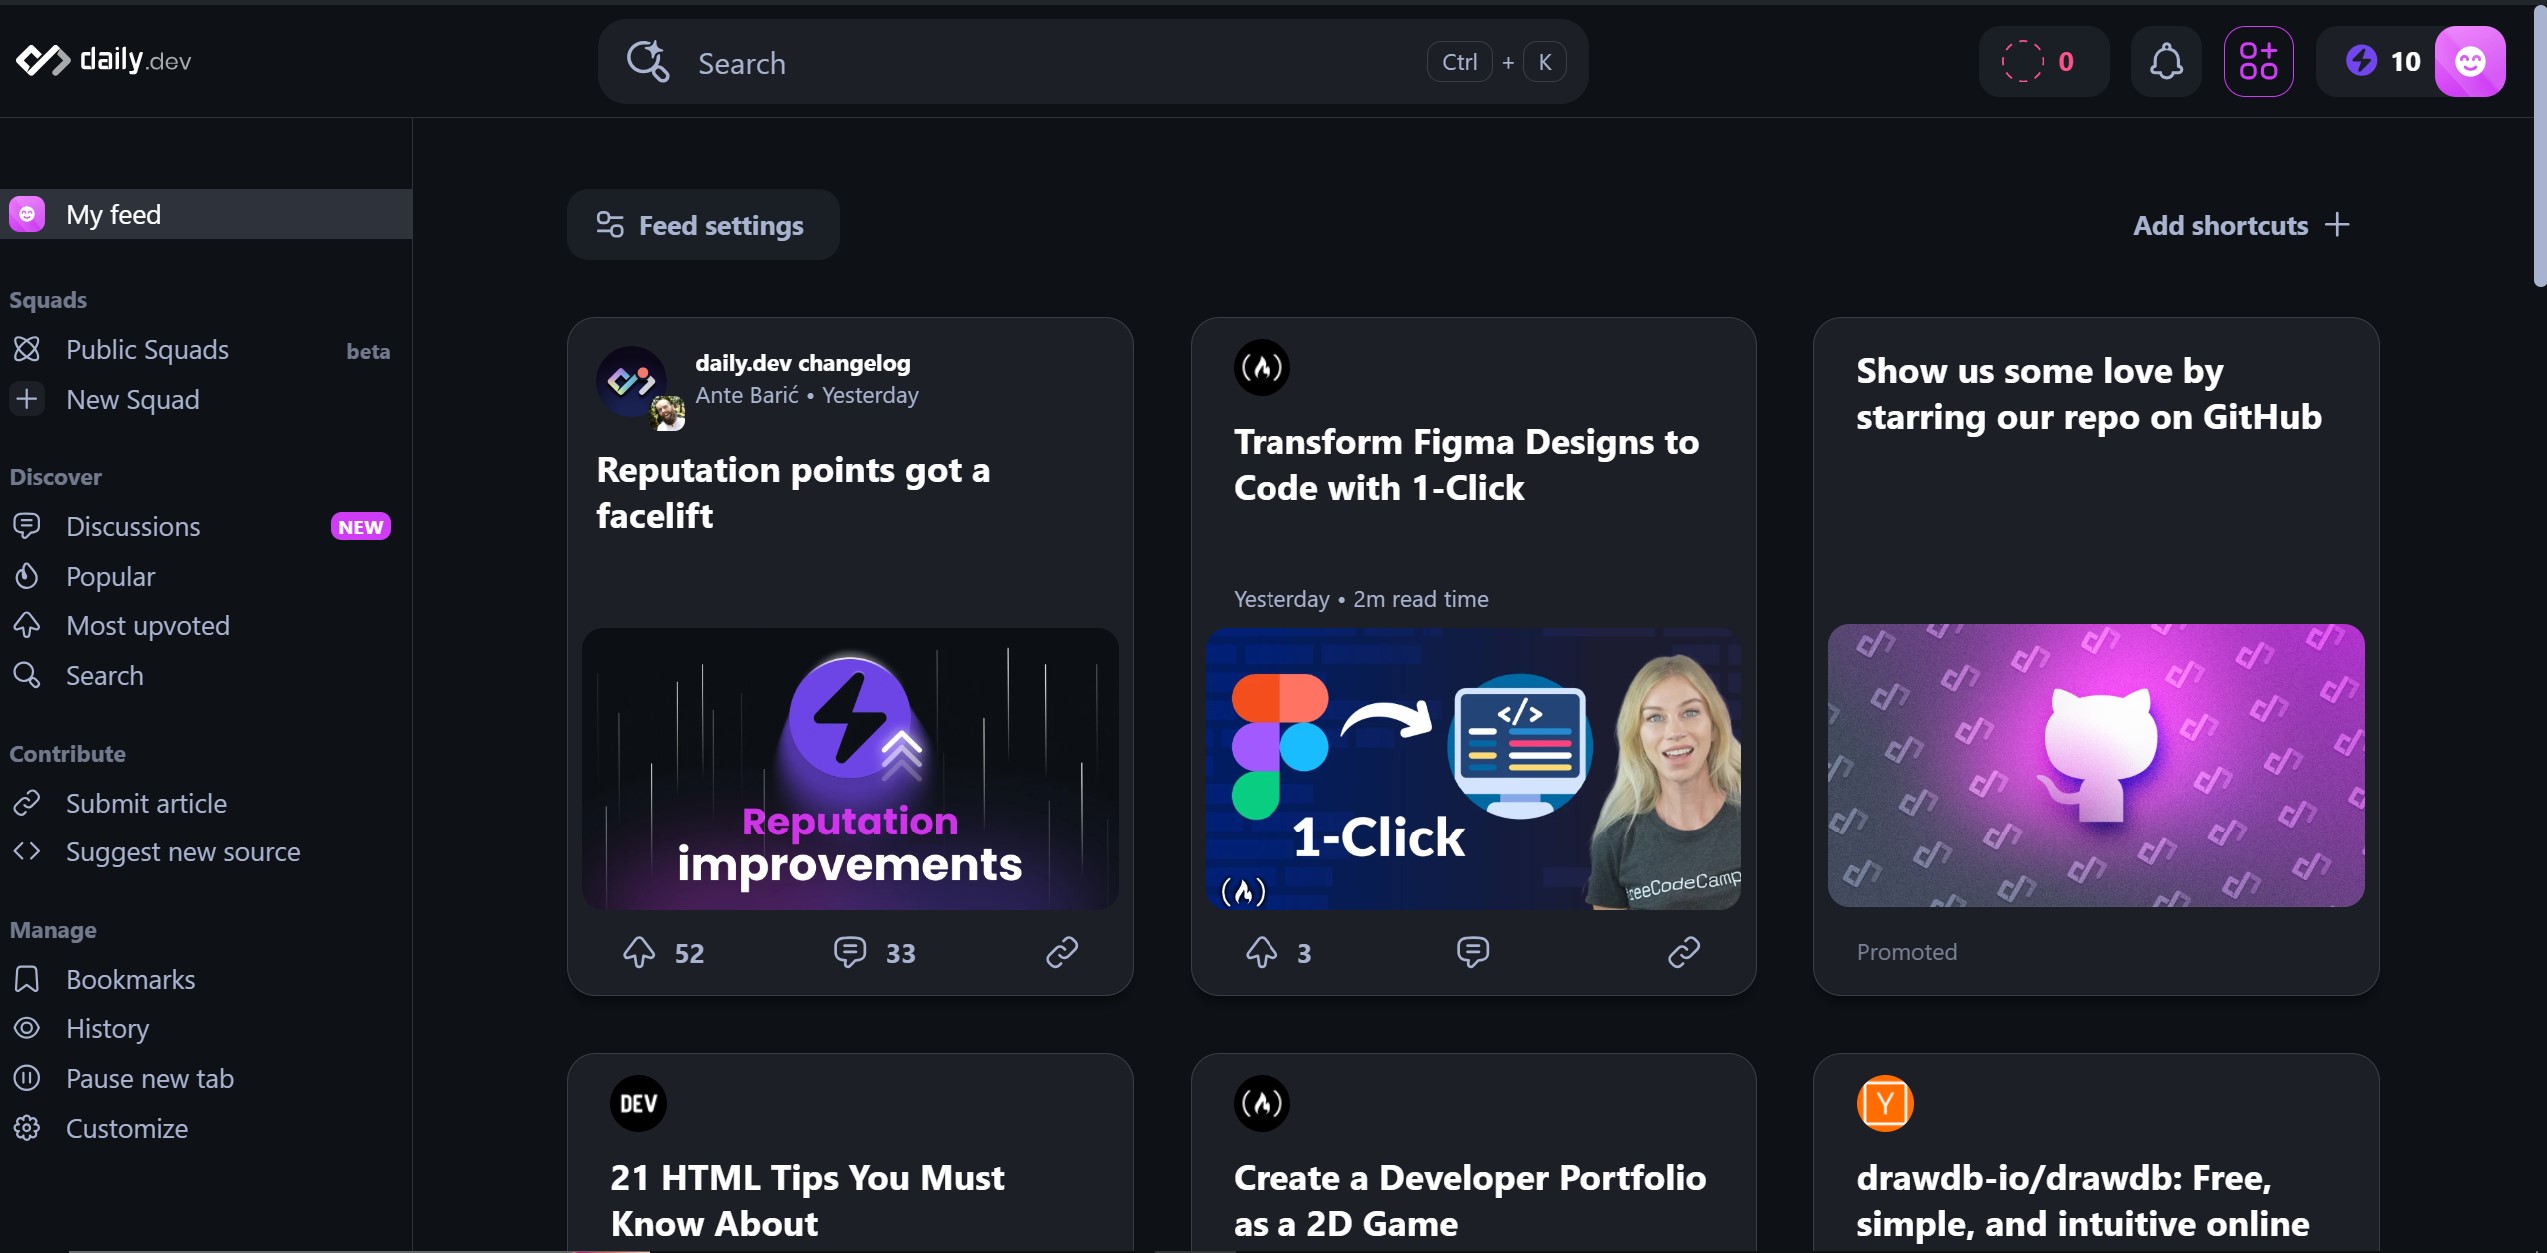 daily.dev
Search
Ctrl + K
0
10
My feed
Squads
Public Squads beta
New Squad
Discover
Discussions NEW
Popular
Most upvoted
Search
Contribute
Submit article
Suggest new source
Manage
Bookmarks
History
Pause new tab
Customize
Feed settings
Add shortcuts
daily.dev changelog
Ante Barić • Yesterday
Reputation points got a
facelift
Reputation
improvements
52
33
Transform Figma Designs to
Code with 1-Click
Yesterday • 2m read time
</>
1-Click
reeCodeCamp
3
Show us some love by
starring our repo on GitHub
Promoted
DEV
21 HTML Tips You Must
Know About
Create a Developer Portfolio
as a 2D Game
Y
drawdb-io/drawdb: Free,
simple, and intuitive online